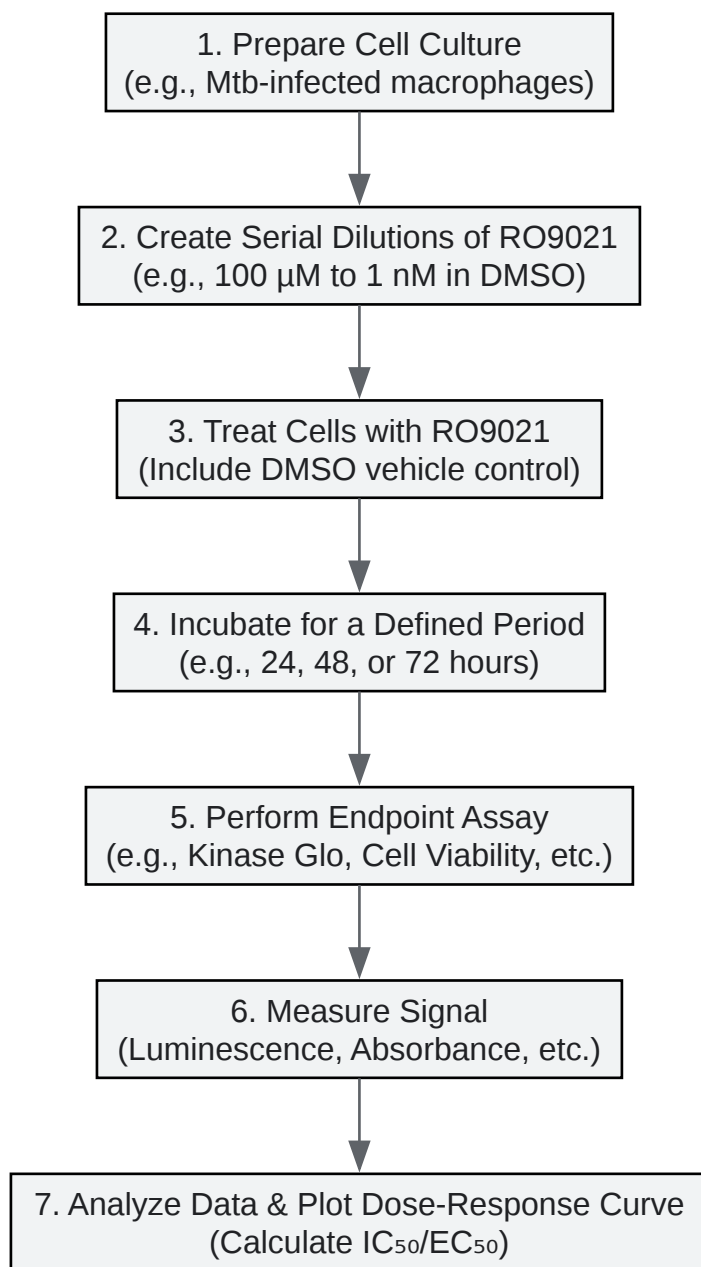 1. Prepare Cell Culture
(e.g., Mtb-infected macrophages)
2. Create Serial Dilutions of RO9021
(e.g., 100 µM to 1 nM in DMSO)
3. Treat Cells with RO9021
(Include DMSO vehicle control)
4. Incubate for a Defined Period
(e.g., 24, 48, or 72 hours)
5. Perform Endpoint Assay
(e.g., Kinase Glo, Cell Viability, etc.)
6. Measure Signal
(Luminescence, Absorbance, etc.)
7. Analyze Data & Plot Dose-Response Curve
(Calculate IC₅₀/EC₅₀)